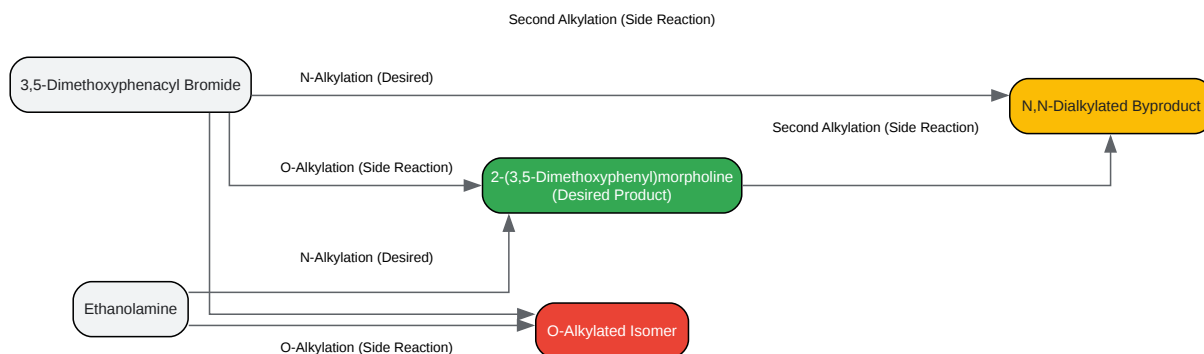 Second Alkylation (Side Reaction)
N-Alkylation (Desired)
3,5-Dimethoxyphenacyl Bromide
N,N-Dialkylated Byproduct
Second Alkylation (Side Reaction)
O-Alkylation (Side Reaction)
2-(3,5-Dimethoxyphenyl)morpholine
(Desired Product)
N-Alkylation (Desired)
Ethanolamine
O-Alkylated Isomer
O-Alkylation (Side Reaction)